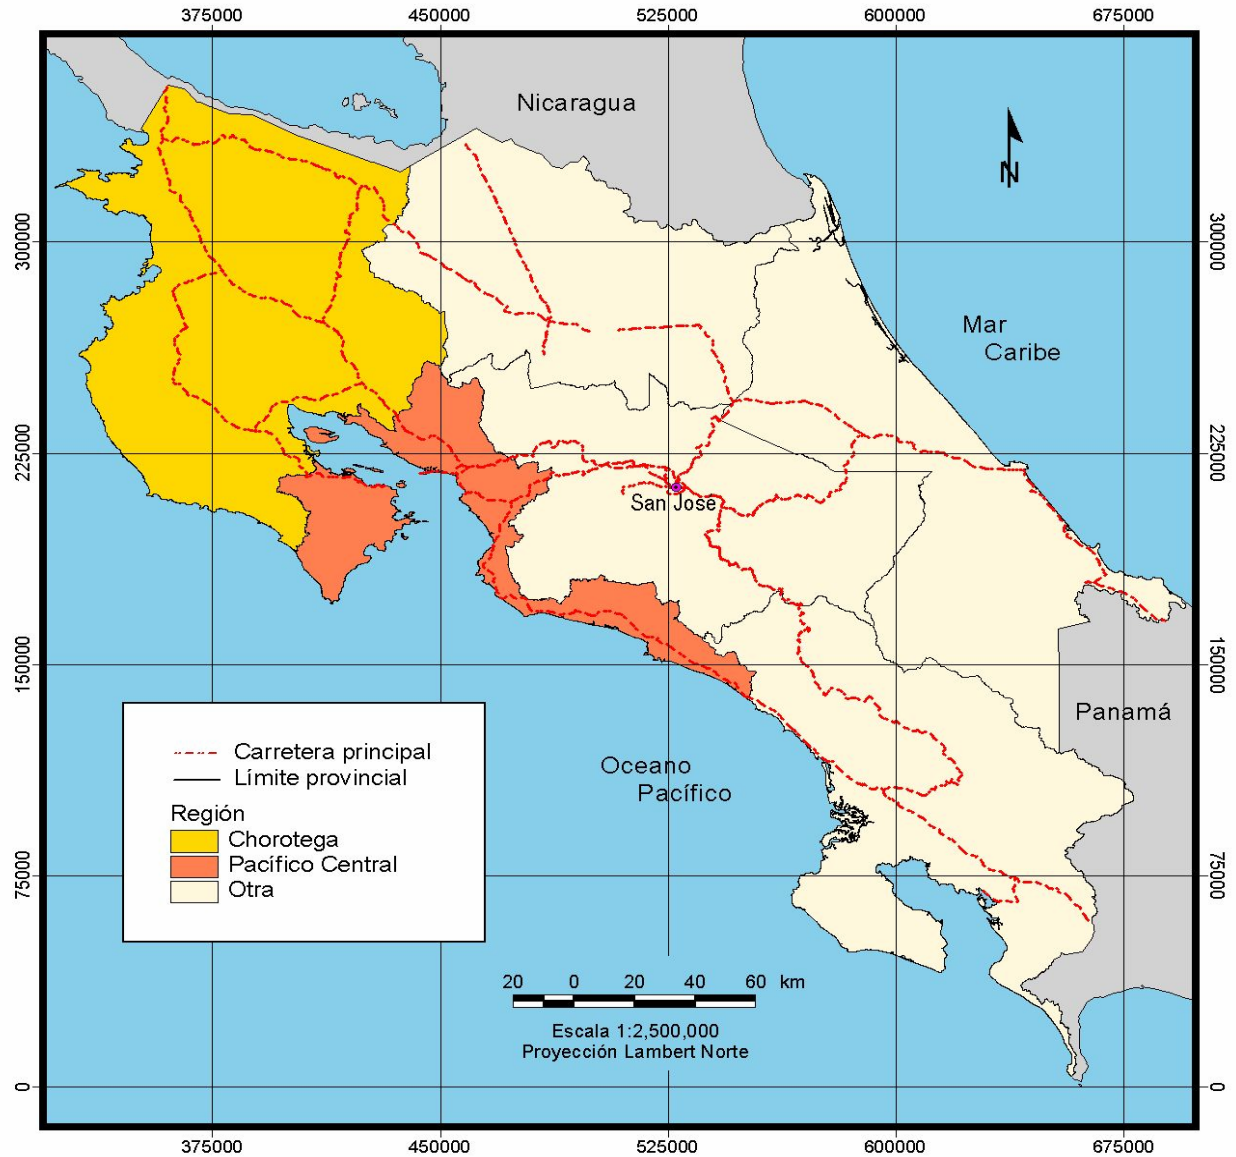 375000 450000 525000 600000 675000
Nicaragua
N
300000 300000
Mar
Caribe
225000 225000
San Jose
150000 150000
Panamá
Carretera principal
Límite provincial
Oceano
Pacífico
Región
Chorotega
Pacífico Central
Otra
75000 75000
20 0 20 40 60 km
Escala 1:2,500,000
Proyección Lambert Norte
0 0
375000 450000 525000 600000 675000